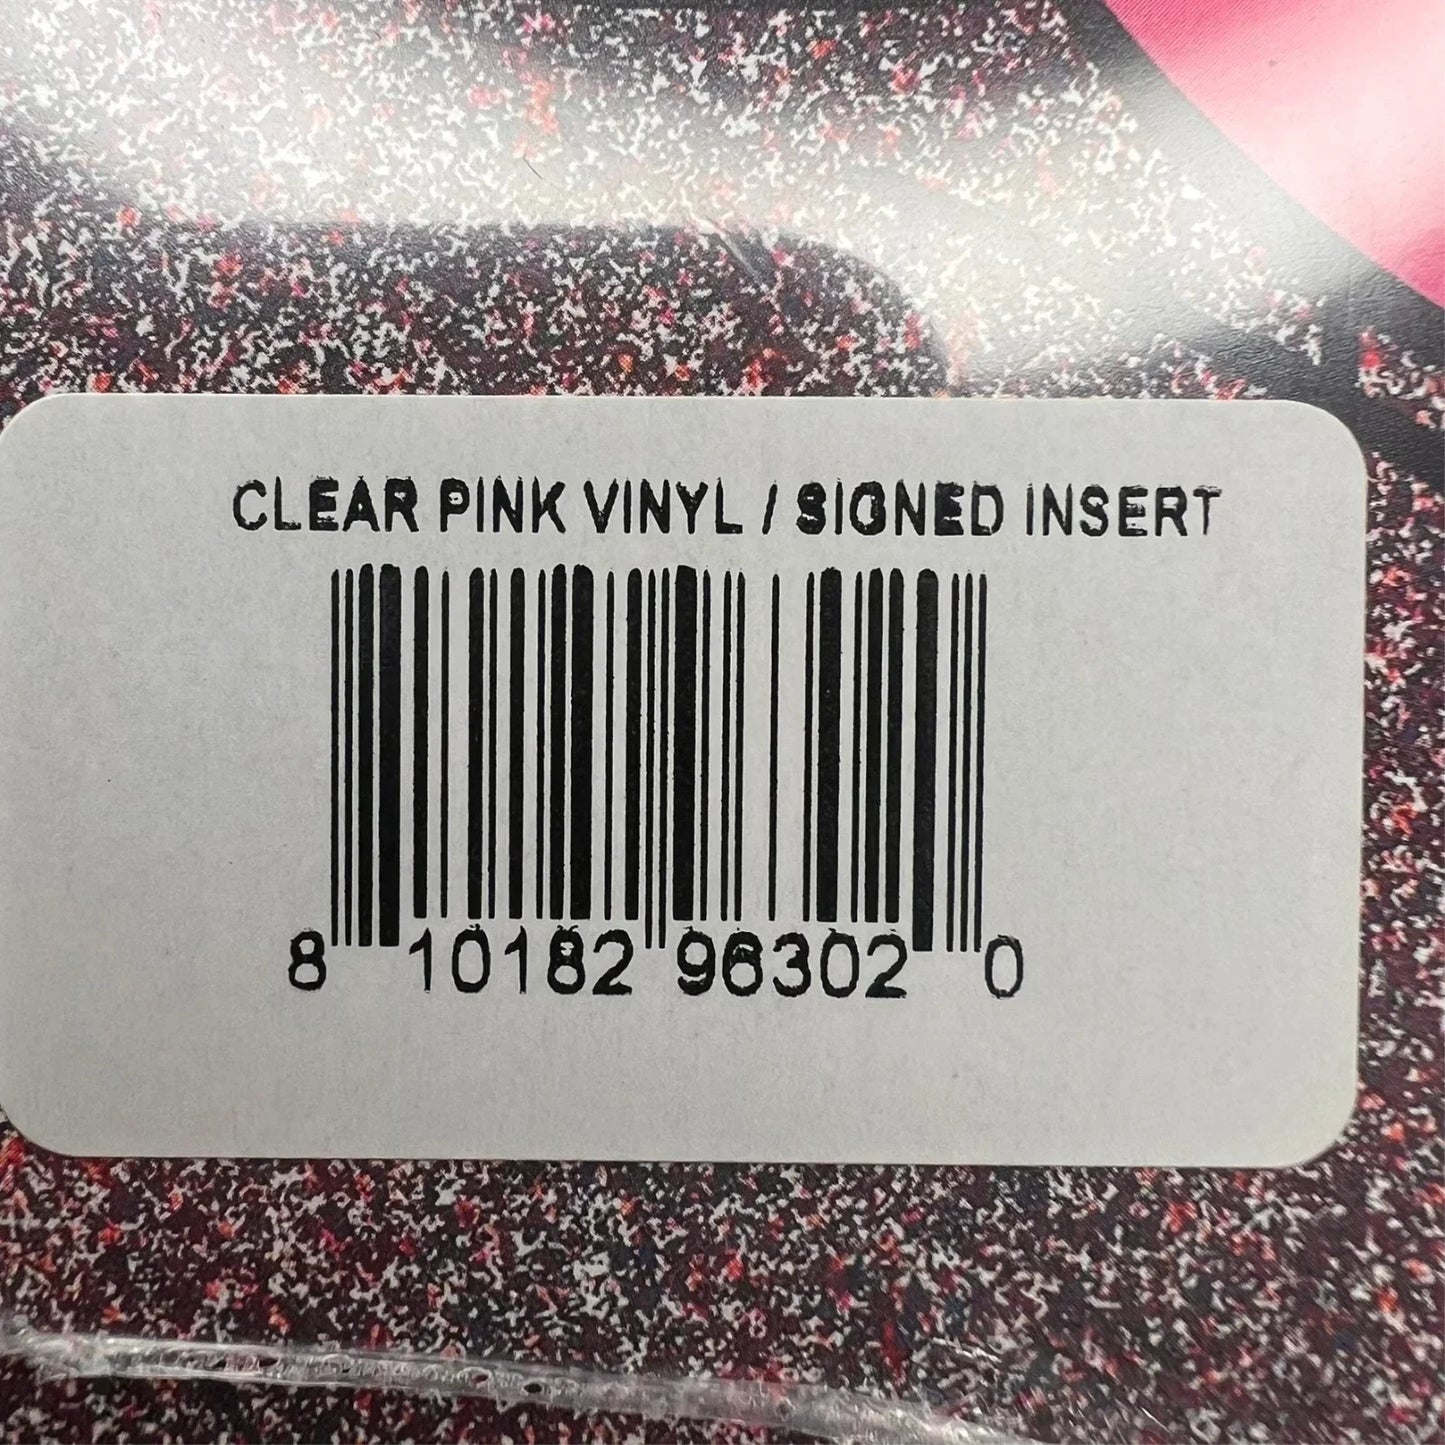 CLEAR PINK VINYL / SIGNED INSERT
8 10182 96302 0